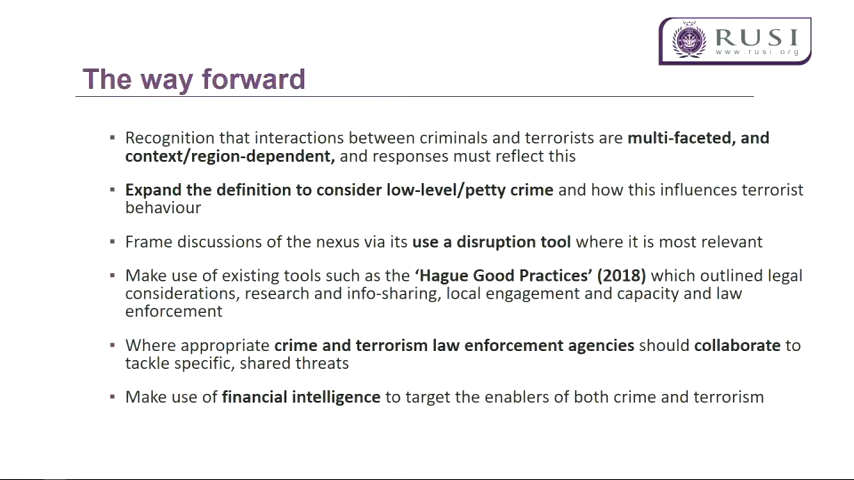 RUSI
www.rusi.org
The way forward
▪ Recognition that interactions between criminals and terrorists are multi-faceted, and
context/region-dependent, and responses must reflect this
▪ Expand the definition to consider low-level/petty crime and how this influences terrorist
behaviour
▪ Frame discussions of the nexus via its use a disruption tool where it is most relevant
▪ Make use of existing tools such as the ‘Hague Good Practices’ (2018) which outlined legal
considerations, research and info-sharing, local engagement and capacity and law
enforcement
▪ Where appropriate crime and terrorism law enforcement agencies should collaborate to
tackle specific, shared threats
▪ Make use of financial intelligence to target the enablers of both crime and terrorism